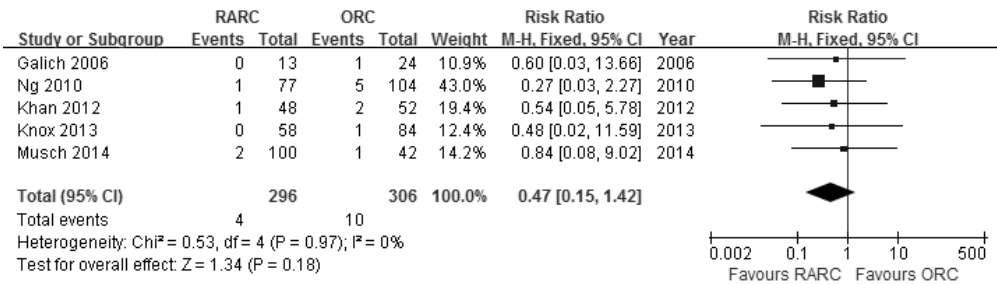 RARC ORC Risk Ratio Risk Ratio
Study or Subgroup Events Total Events Total Weight M-H, Fixed, 95% CI Year M-H, Fixed, 95% CI
Galich 2006 0 13 1 24 10.9% 0.60 [0.03, 13.66] 2006
Ng 2010 1 77 5 104 43.0% 0.27 [0.03, 2.27] 2010
Khan 2012 1 48 2 52 19.4% 0.54 [0.05, 5.78] 2012
Knox 2013 0 58 1 84 12.4% 0.48 [0.02, 11.59] 2013
Musch 2014 2 100 1 42 14.2% 0.84 [0.08, 9.02] 2014
Total (95% CI) 296 306 100.0% 0.47 [0.15, 1.42]
Total events 4 10
Heterogeneity: Chi² = 0.53, df = 4 (P = 0.97); I² = 0%
Test for overall effect: Z = 1.34 (P = 0.18)
0.002 0.1 1 10 500
Favours RARC Favours ORC